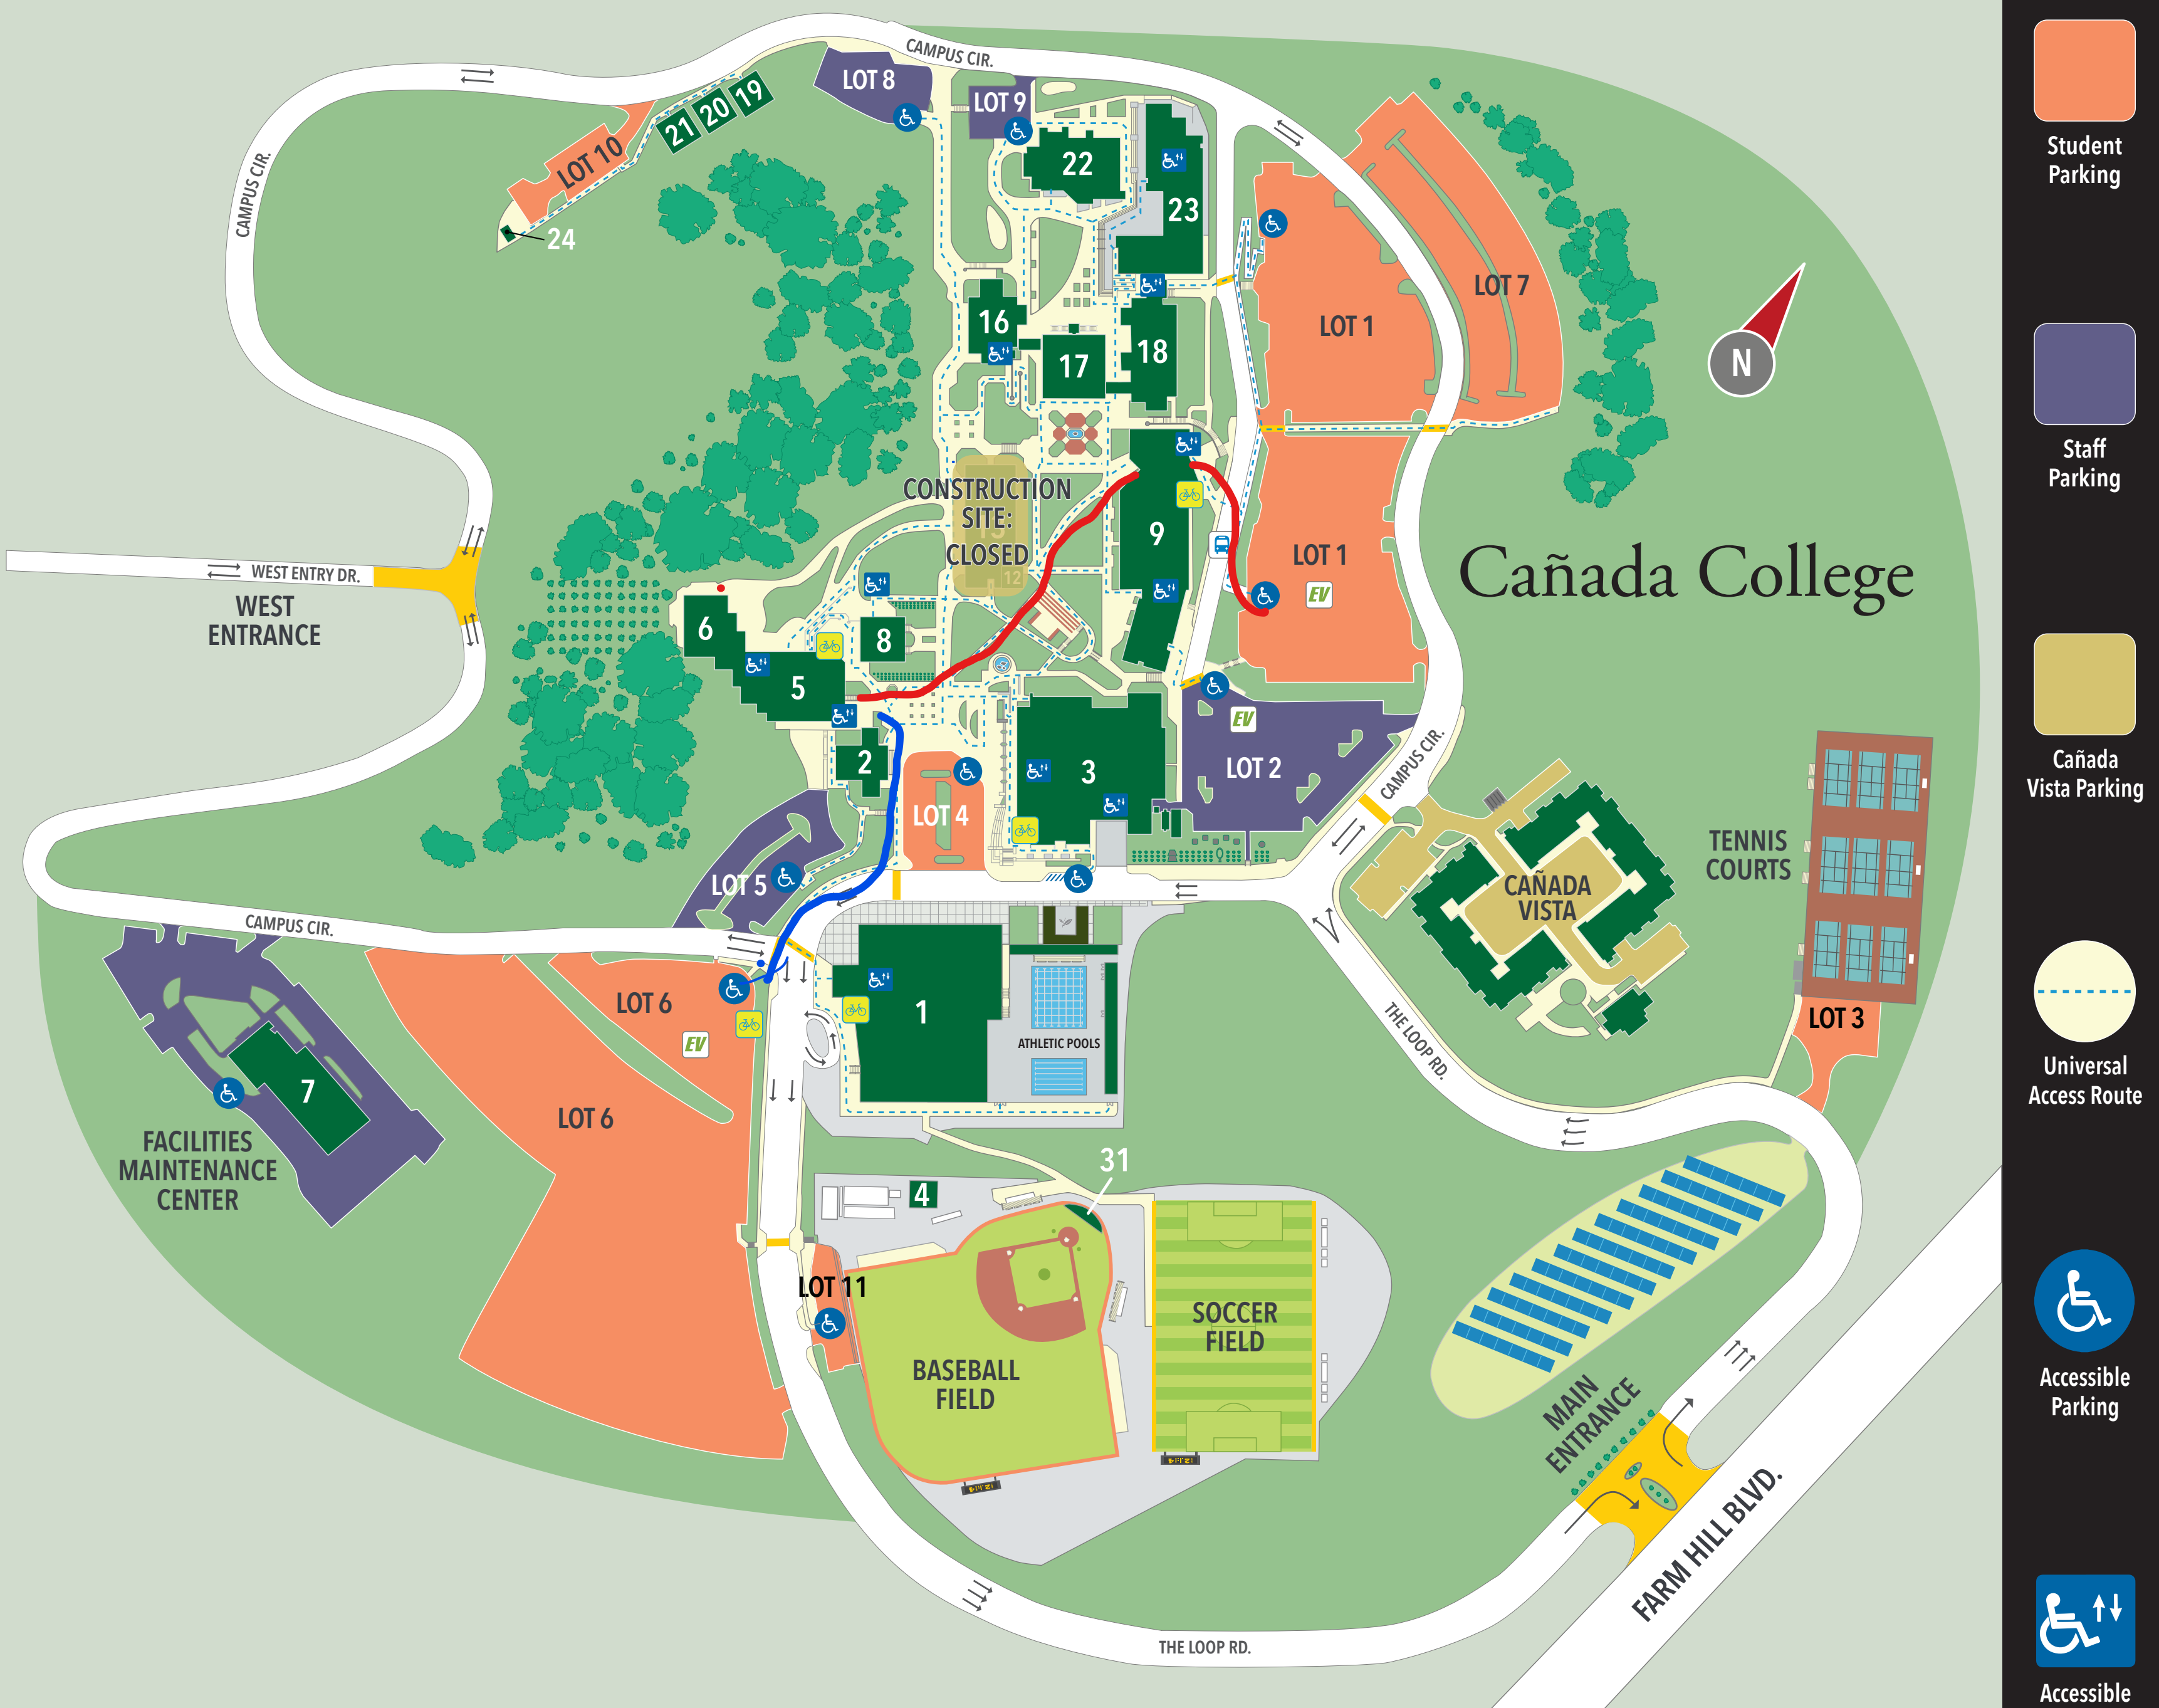 CAMPUS CIR.
LOT 8
LOT 9
19
20
21
LOT 10
24
22
23
CAMPUS CIR.
LOT 7
LOT 1
16
17
18
N
CONSTRUCTION
SITE:
CLOSED
12
9
LOT 1
EV
Cañada College
WEST ENTRY DR.
WEST
ENTRANCE
6
8
5
2
3
LOT 4
EV
LOT 2
CAMPUS CIR.
TENNIS
COURTS
CAÑADA
VISTA
LOT 5
CAMPUS CIR.
LOT 6
EV
1
ATHLETIC POOLS
THE LOOP RD.
LOT 3
7
FACILITIES
MAINTENANCE
CENTER
LOT 6
31
4
LOT 11
BASEBALL
FIELD
SOCCER
FIELD
MAIN
ENTRANCE
FARM HILL BLVD.
THE LOOP RD.
Student
Parking
Staff
Parking
Cañada
Vista Parking
Universal
Access Route
Accessible
Parking
Accessible